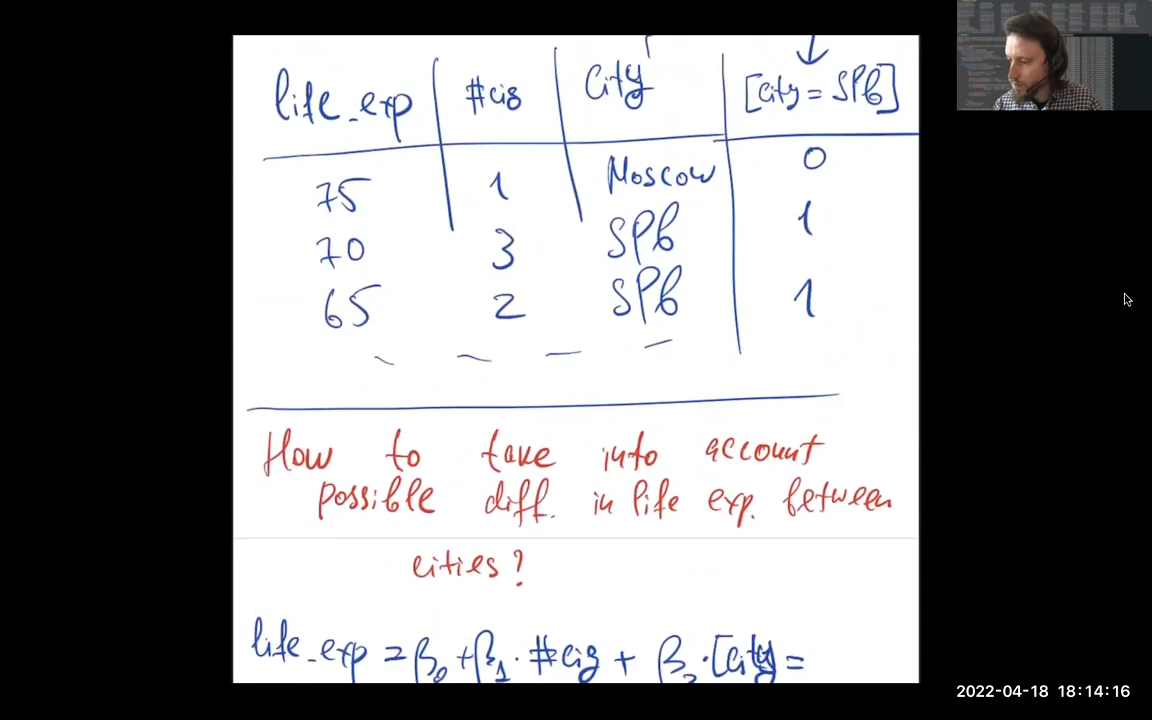 life_exp | #cig | City | [city = SPb]
75 1 Moscow 0
70 3 SPb 1
65 2 SPb 1
How to take into account
possible diff. in life exp. between
cities?
life_exp = β₀ + β₁ · #cig + β₂ · [City =
2022-04-18 18:14:16